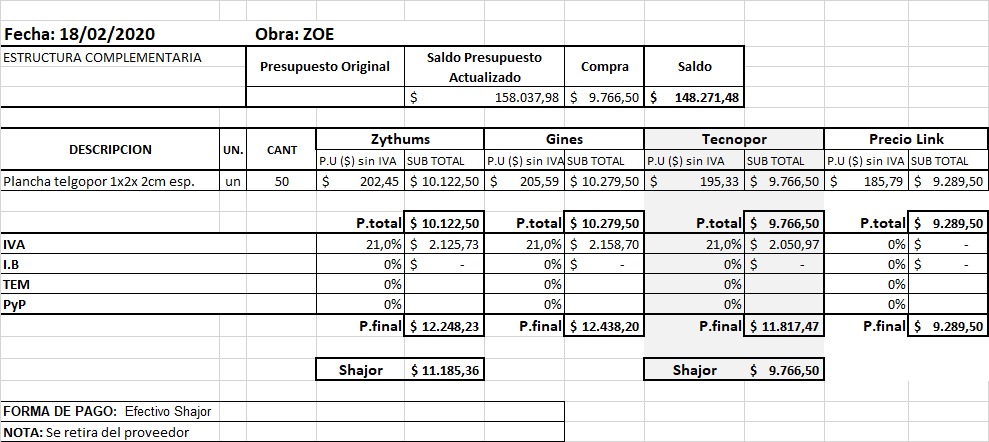 Fecha: 18/02/2020 Obra: ZOE
ESTRUCTURA COMPLEMENTARIA Presupuesto Original Saldo Presupuesto Actualizado Compra Saldo
$ 158.037,98 $ 9.766,50 $ 148.271,48
DESCRIPCION UN. CANT Zythums Gines Tecnopor Precio Link
P.U ($) sin IVA SUB TOTAL P.U ($) sin IVA SUB TOTAL P.U ($) sin IVA SUB TOTAL P.U ($) sin IVA SUB TOTAL
Plancha telgopor 1x2x 2cm esp. un 50 $ 202,45 $ 10.122,50 $ 205,59 $ 10.279,50 $ 195,33 $ 9.766,50 $ 185,79 $ 9.289,50
P.total $ 10.122,50 P.total $ 10.279,50 P.total $ 9.766,50 P.total $ 9.289,50
IVA 21,0% $ 2.125,73 21,0% $ 2.158,70 21,0% $ 2.050,97 0% $ -
I.B 0% $ - 0% $ - 0% $ - 0% $ -
TEM 0% 0% 0% 0%
PyP 0% 0% 0% 0%
P.final $ 12.248,23 P.final $ 12.438,20 P.final $ 11.817,47 P.final $ 9.289,50
Shajor $ 11.185,36 Shajor $ 9.766,50
FORMA DE PAGO: Efectivo Shajor
NOTA: Se retira del proveedor